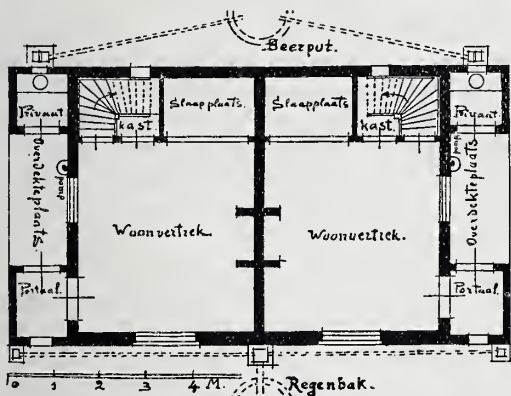 Beerput.
Privaat
kast.
Slaapplaats.
Slaapplaats
kast.
Privaat.
Overdekteplaats.
pomp
Woonvertrek.
Woonvertrek.
pomp
Overdekteplaats
Portaal.
Portaal.
0 1 2 3 4 M.
Regenbak.